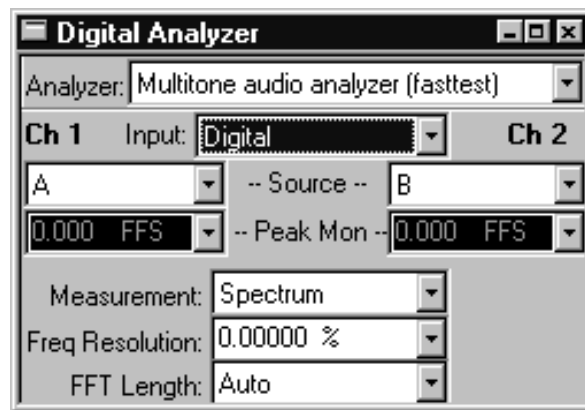 Digital Analyzer
Analyzer: Multitone audio analyzer (fasttest)
Ch 1 Input: Digital Ch 2
A -- Source -- B
0.000 FFS -- Peak Mon -- 0.000 FFS
Measurement: Spectrum
Freq Resolution: 0.00000 %
FFT Length: Auto